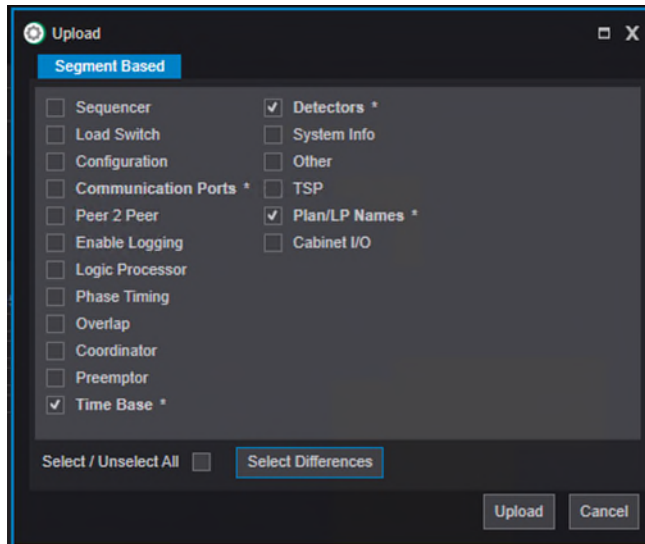 Upload
X
Segment Based
Sequencer
Load Switch
Configuration
Communication Ports *
Peer 2 Peer
Enable Logging
Logic Processor
Phase Timing
Overlap
Coordinator
Preemptor
Time Base *
Detectors *
System Info
Other
TSP
Plan/LP Names *
Cabinet I/O
Select / Unselect All
Select Differences
Upload
Cancel